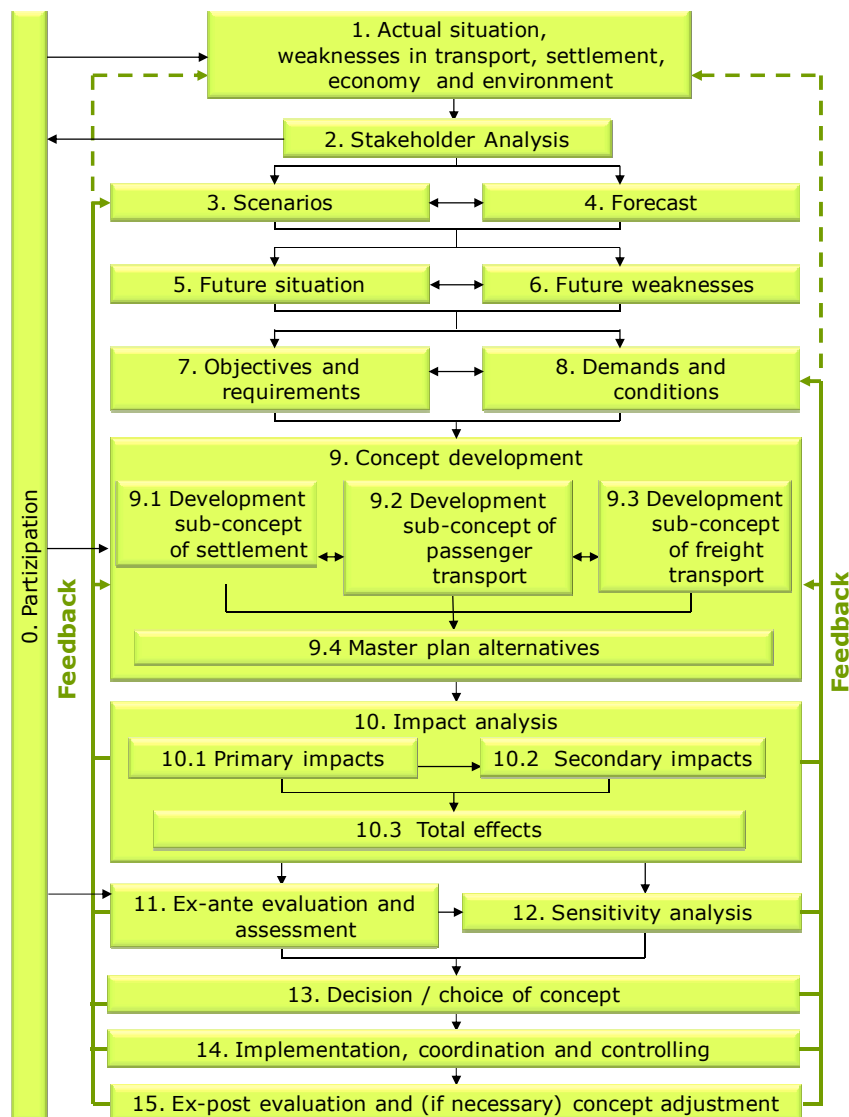 1. Actual situation,
weaknesses in transport, settlement,
economy and environment
2. Stakeholder Analysis
3. Scenarios
4. Forecast
5. Future situation
6. Future weaknesses
7. Objectives and
requirements
8. Demands and
conditions
0. Partizipation
Feedback
9. Concept development
9.1 Development
sub-concept
of settlement
9.2 Development
sub-concept of
passenger
transport
9.3 Development
sub-concept
of freight
transport
9.4 Master plan alternatives
Feedback
10. Impact analysis
10.1 Primary impacts
10.2 Secondary impacts
10.3 Total effects
11. Ex-ante evaluation and
assessment
12. Sensitivity analysis
13. Decision / choice of concept
14. Implementation, coordination and controlling
15. Ex-post evaluation and (if necessary) concept adjustment